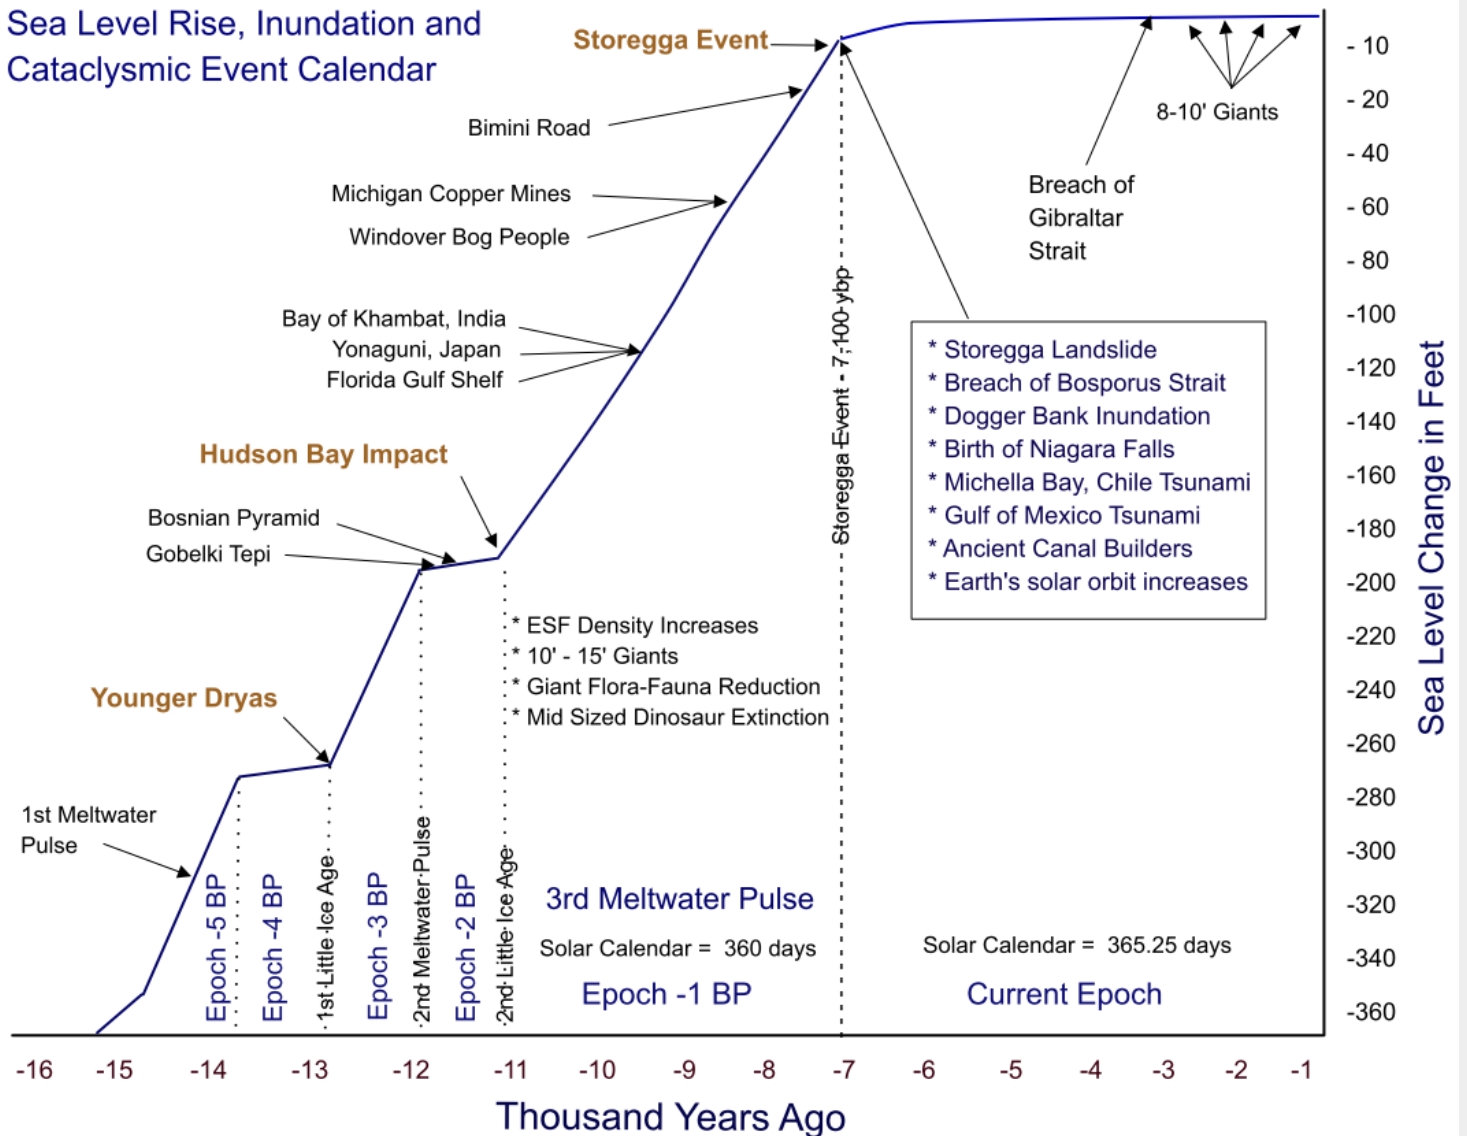 Sea Level Rise, Inundation and
Cataclysmic Event Calendar
Storegga Event
Bimini Road
Michigan Copper Mines
Windover Bog People
Bay of Khambat, India
Yonaguni, Japan
Florida Gulf Shelf
Hudson Bay Impact
Bosnian Pyramid
Gobelki Tepi
Younger Dryas
1st Meltwater
Pulse
8-10' Giants
Breach of
Gibraltar
Strait
* Storegga Landslide
* Breach of Bosporus Strait
* Dogger Bank Inundation
* Birth of Niagara Falls
* Michella Bay, Chile Tsunami
* Gulf of Mexico Tsunami
* Ancient Canal Builders
* Earth's solar orbit increases
* ESF Density Increases
* 10' - 15' Giants
* Giant Flora-Fauna Reduction
* Mid Sized Dinosaur Extinction
Storegga Event - 7,100 ybp
Epoch -5 BP
Epoch -4 BP
1st Little Ice Age
Epoch -3 BP
2nd Meltwater Pulse
Epoch -2 BP
2nd Little Ice Age
3rd Meltwater Pulse
Solar Calendar = 360 days
Epoch -1 BP
Solar Calendar = 365.25 days
Current Epoch
- 10
- 20
- 40
- 60
- 80
-100
-120
-140
-160
-180
-200
-220
-240
-260
-280
-300
-320
-340
-360
Sea Level Change in Feet
-16 -15 -14 -13 -12 -11 -10 -9 -8 -7 -6 -5 -4 -3 -2 -1
Thousand Years Ago